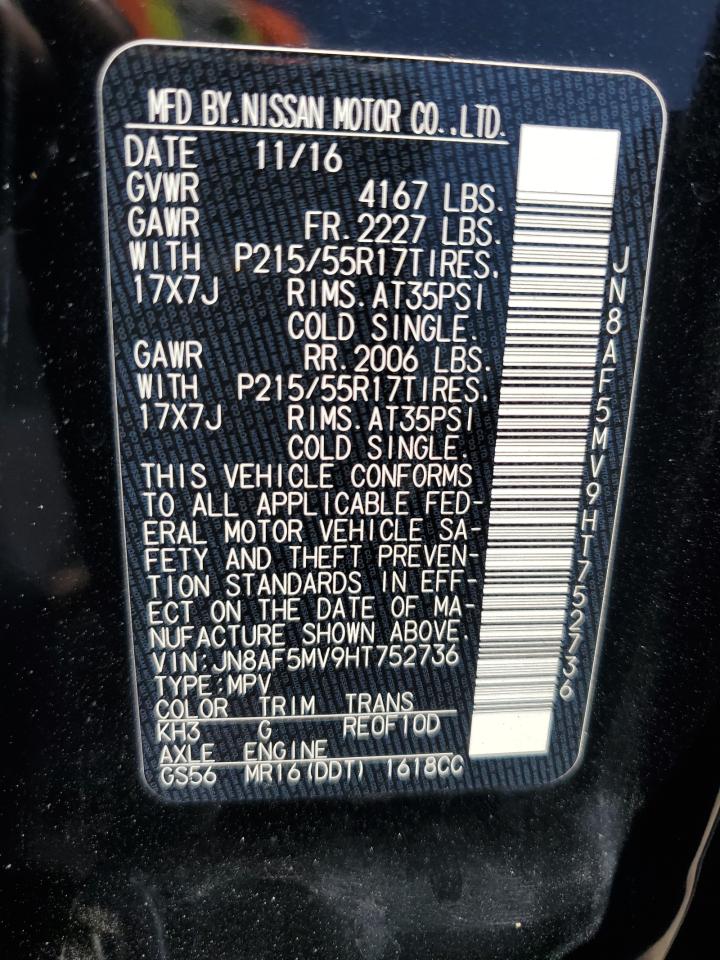 MFD BY.NISSAN MOTOR CO.,LTD.
DATE 11/16
GVWR 4167 LBS.
GAWR FR.2227 LBS.
WITH P215/55R17TIRES,
17X7J RIMS.AT35PSI
COLD SINGLE.
GAWR RR.2006 LBS.
WITH P215/55R17TIRES,
17X7J RIMS.AT35PSI
COLD SINGLE.
THIS VEHICLE CONFORMS
TO ALL APPLICABLE FED-
ERAL MOTOR VEHICLE SA-
FETY AND THEFT PREVEN-
TION STANDARDS IN EFF-
ECT ON THE DATE OF MA-
NUFACTURE SHOWN ABOVE.
VIN:JN8AF5MV9HT752736
TYPE:MPV
COLOR TRIM TRANS
KH3 G RE0F10D
AXLE ENGINE
GS56 MR16(DDT) 1618CC
JN8AF5MV9HT752736